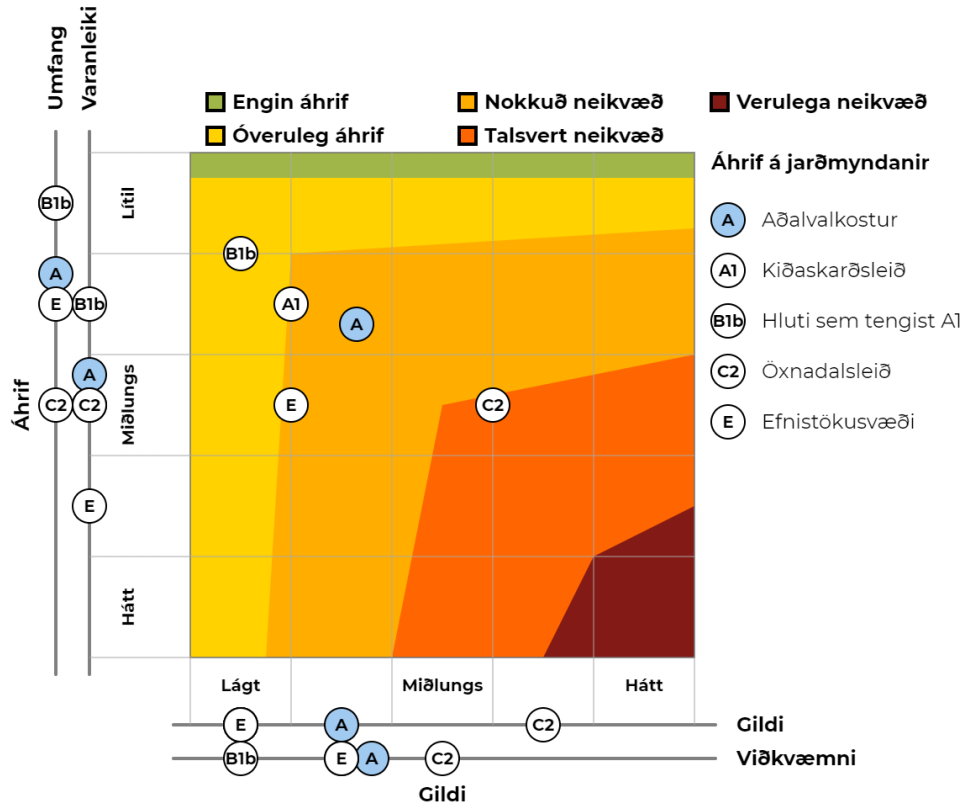 Umfang
Varanleiki
Engin áhrif
Nokkuð neikvæð
Verulega neikvæð
Óveruleg áhrif
Talsvert neikvæð
Áhrif á jarðmyndanir
A Aðalvalkostur
A1 Kiðaskarðsleið
B1b Hluti sem tengist A1
C2 Öxnadalsleið
E Efnistökusvæði
Lítil
Miðlungs
Hátt
Áhrif
B1b
A
E B1b
A
C2 C2
E
B1b
A1
A
E
C2
Lágt Miðlungs Hátt
E A C2 Gildi
B1b E A C2 Viðkvæmni
Gildi